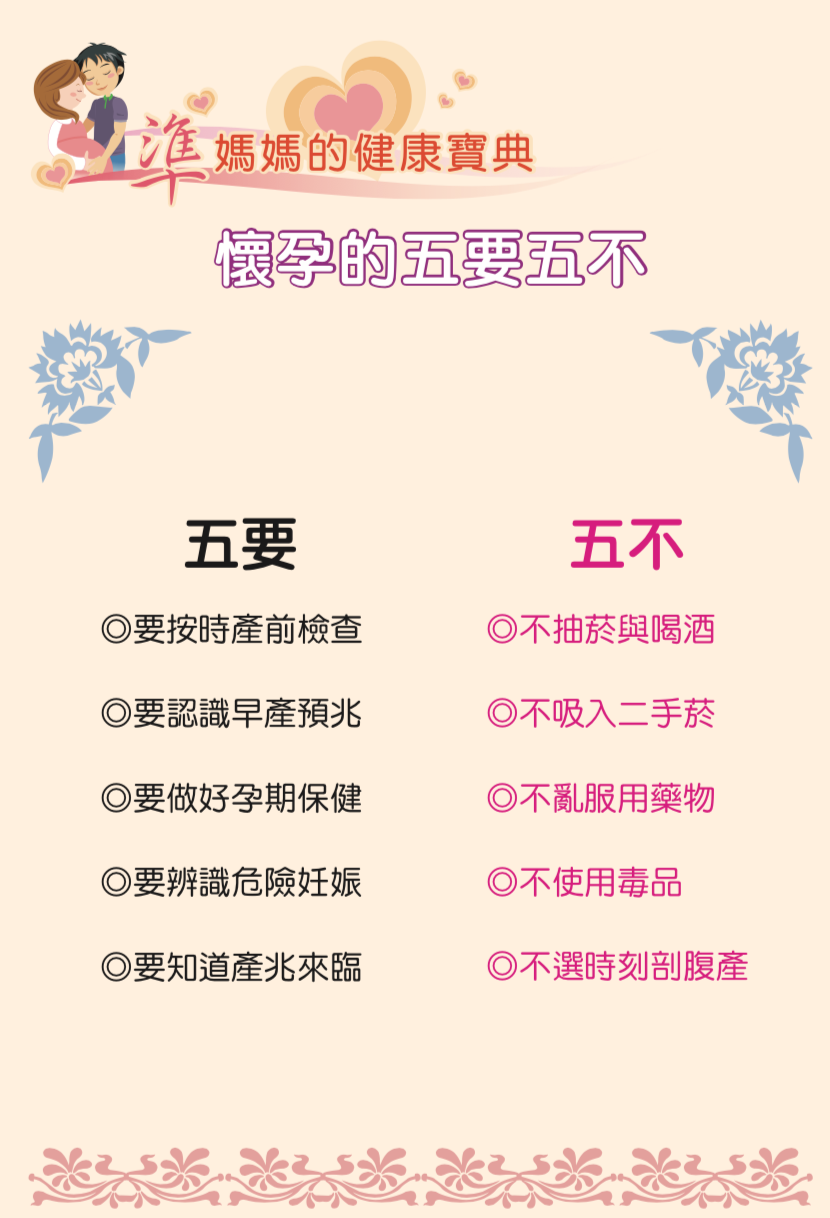 準媽媽的健康寶典
懷孕的五要五不
五要
◎要按時產前檢查
◎要認識早產預兆
◎要做好孕期保健
◎要辨識危險妊娠
◎要知道產兆來臨
五不
◎不抽菸與喝酒
◎不吸入二手菸
◎不亂服用藥物
◎不使用毒品
◎不選時刻剖腹產